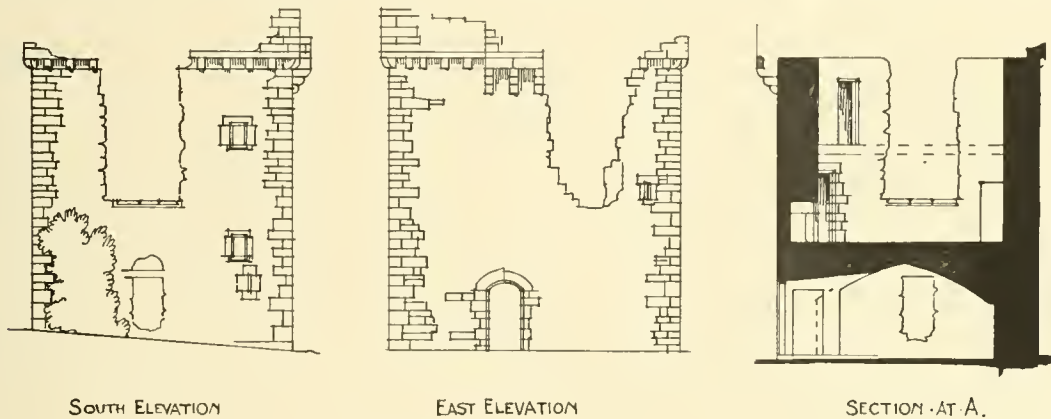 SOUTH ELEVATION
EAST ELEVATION
SECTION · AT · A.